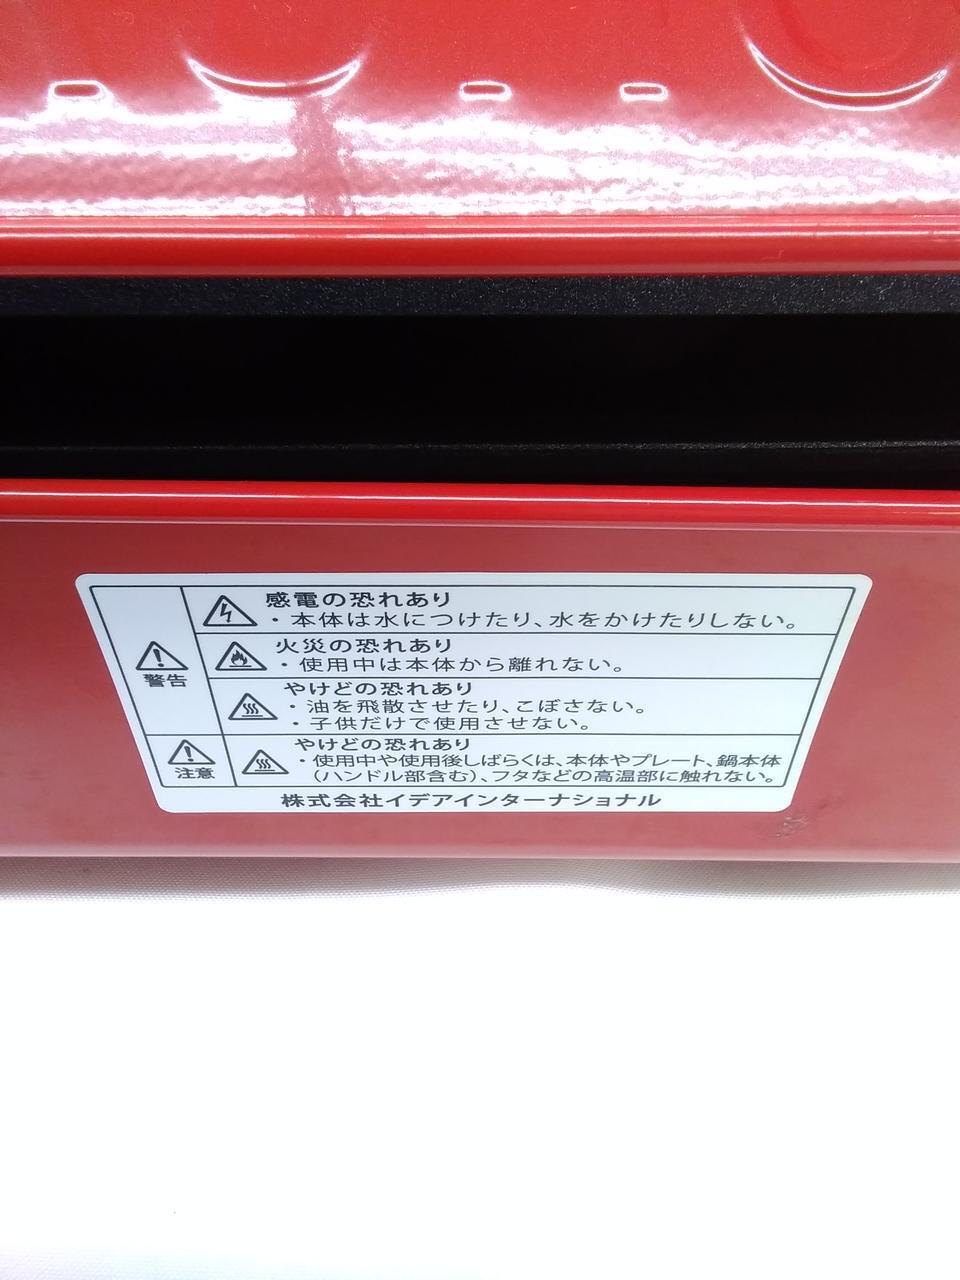 警告
感電の恐れあり
・本体は水につけたり、水をかけたりしない。
火災の恐れあり
・使用中は本体から離れない。
やけどの恐れあり
・油を飛散させたり、こぼさない。
・子供だけで使用させない。
注意
やけどの恐れあり
・使用中や使用後しばらくは、本体やプレート、鍋本体
（ハンドル部含む）、フタなどの高温部に触れない。
株式会社イデアインターナショナル